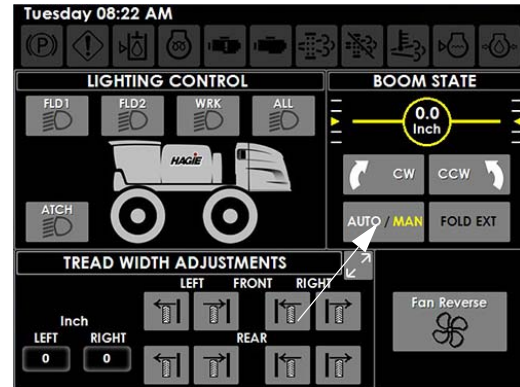 Tuesday 08:22 AM
(P)
LIGHTING CONTROL
FLD1 FLD2 WRK ALL
HAGIE
ATCH
BOOM STATE
0.0
Inch
CW CCW
AUTO / MAN FOLD EXT
TREAD WIDTH ADJUSTMENTS
LEFT FRONT RIGHT
Inch
LEFT RIGHT
0 0
REAR
Fan Reverse